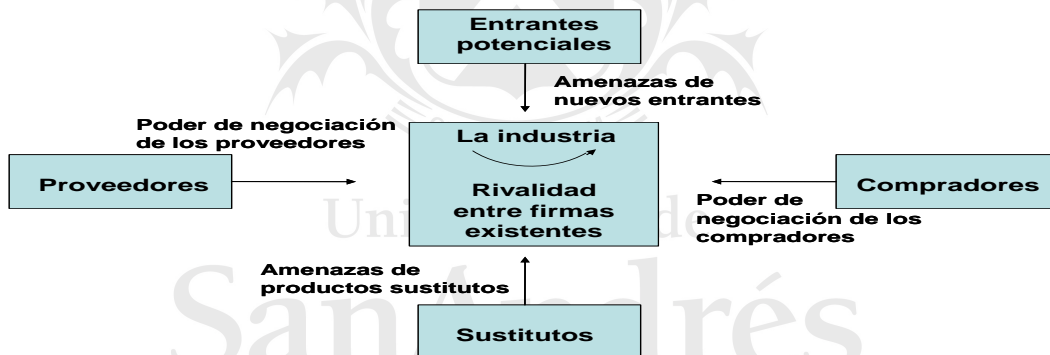 Entrantes
potenciales
Amenazas de
nuevos entrantes
Poder de negociación
de los proveedores
La industria
Proveedores
Rivalidad
entre firmas
existentes
Compradores
Poder de
negociación de los
compradores
Amenazas de
productos sustitutos
Sustitutos
SanAndrés